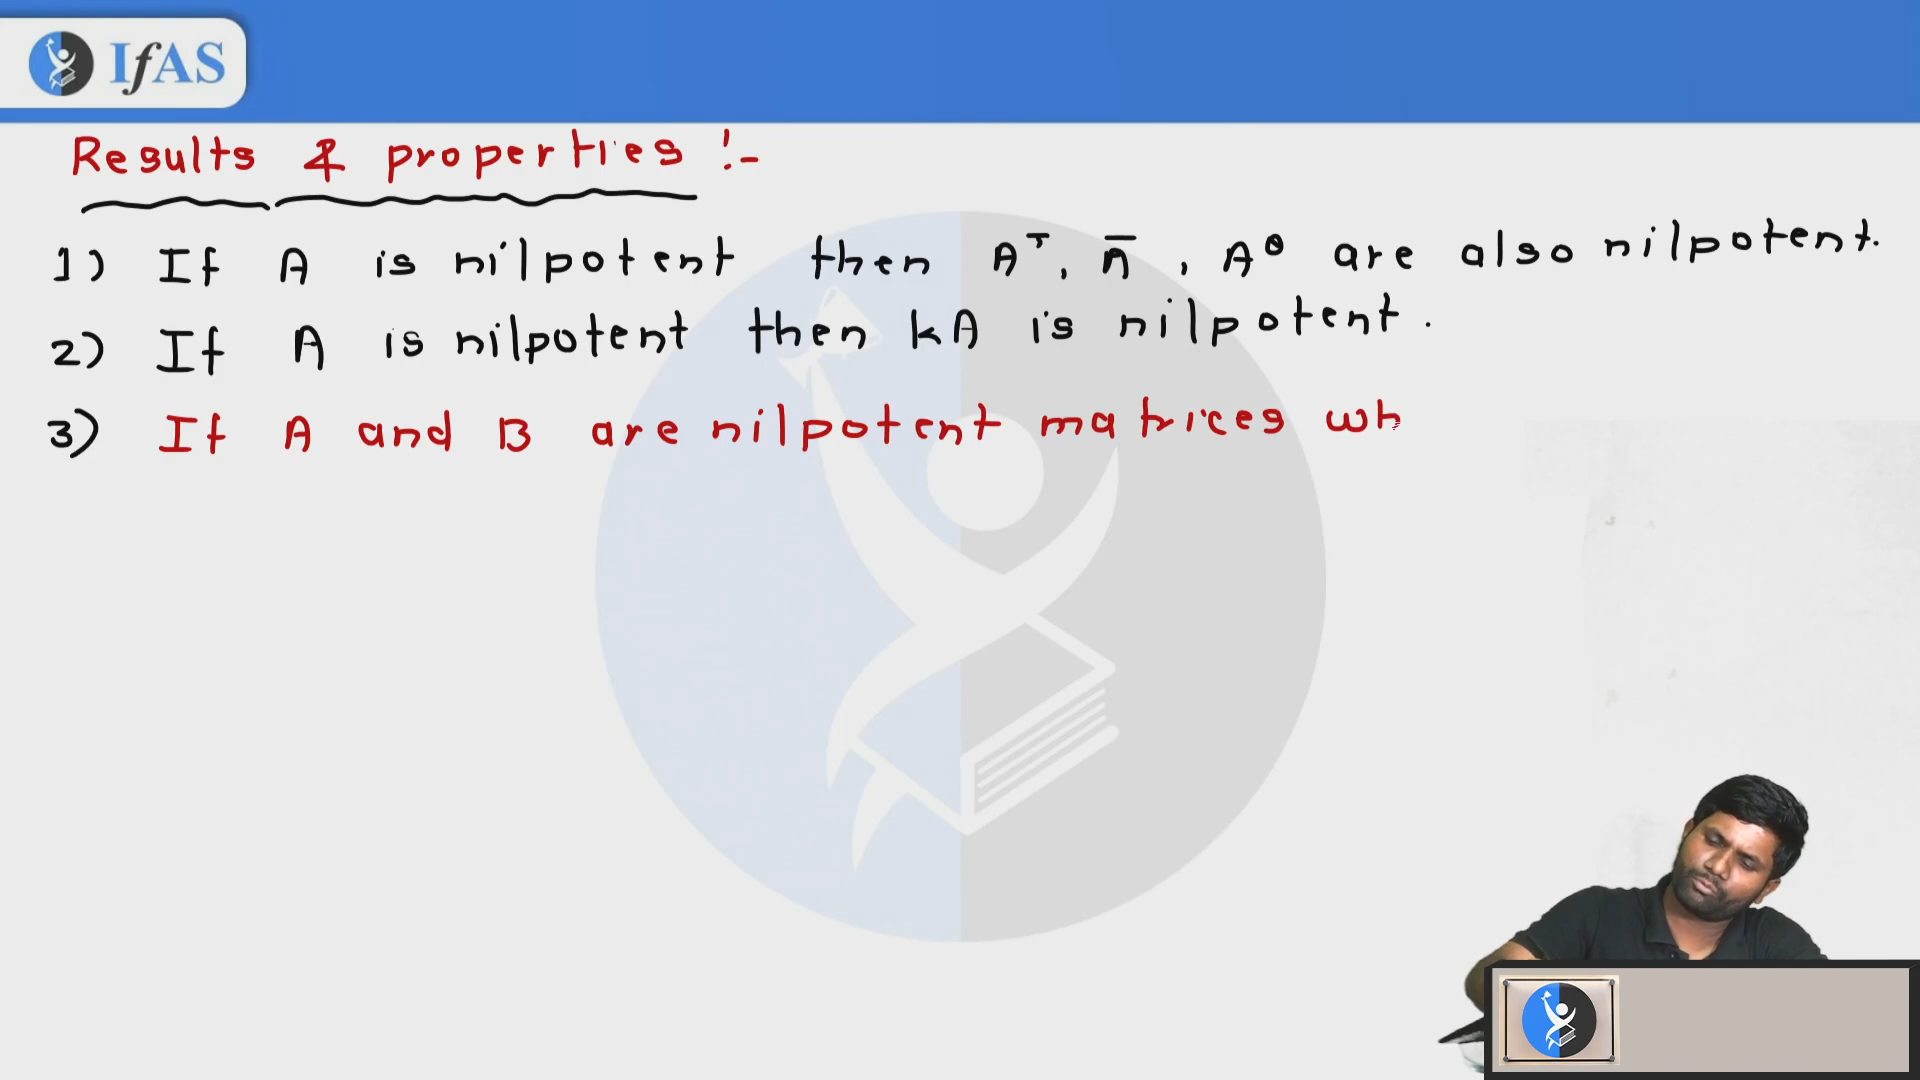 IfAS
Results & properties :-
1) If A is nilpotent then Aᵀ, Ā, A^θ are also nilpotent.
2) If A is nilpotent then kA is nilpotent.
3) If A and B are nilpotent matrices wh